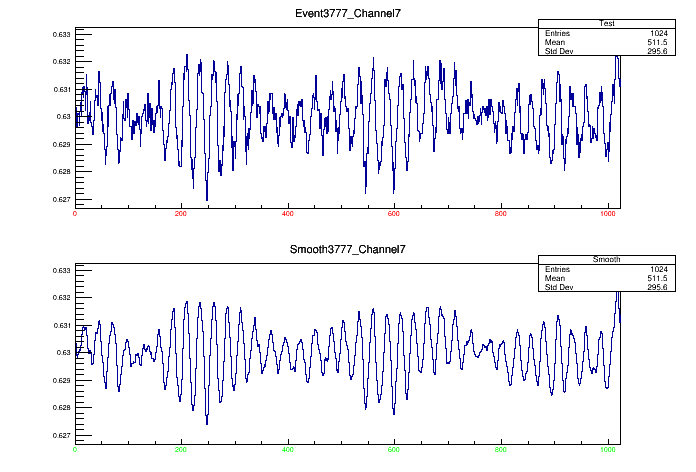 Event3777_Channel7
Test
Entries 1024
Mean 511.5
Std Dev 295.6
0.633
0.632
0.631
0.63
0.629
0.628
0.627
0 200 400 600 800 1000
Smooth3777_Channel7
Smooth
Entries 1024
Mean 511.5
Std Dev 295.6
0.633
0.632
0.631
0.63
0.629
0.628
0.627
0 200 400 600 800 1000